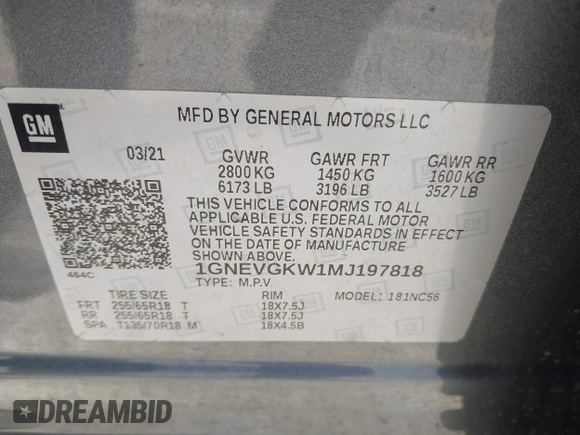 GM
MFD BY GENERAL MOTORS LLC
03/21 GVWR GAWR FRT GAWR RR
2800 KG 1450 KG 1600 KG
6173 LB 3196 LB 3527 LB
THIS VEHICLE CONFORMS TO ALL
APPLICABLE U.S. FEDERAL MOTOR
VEHICLE SAFETY STANDARDS IN
EFFECT ON THE DATE OF MANUFACTURE
SHOWN ABOVE.
464C 1GNEVGKW1MJ197818
TYPE: M.P.V MODEL: 181NC56
TIRE SIZE RIM
FRT 255/65R18 T 18X7.5J
RR 255/65R18 T 18X7.5J
SPA T135/70R18 M 18X4.5B
DREAMBID